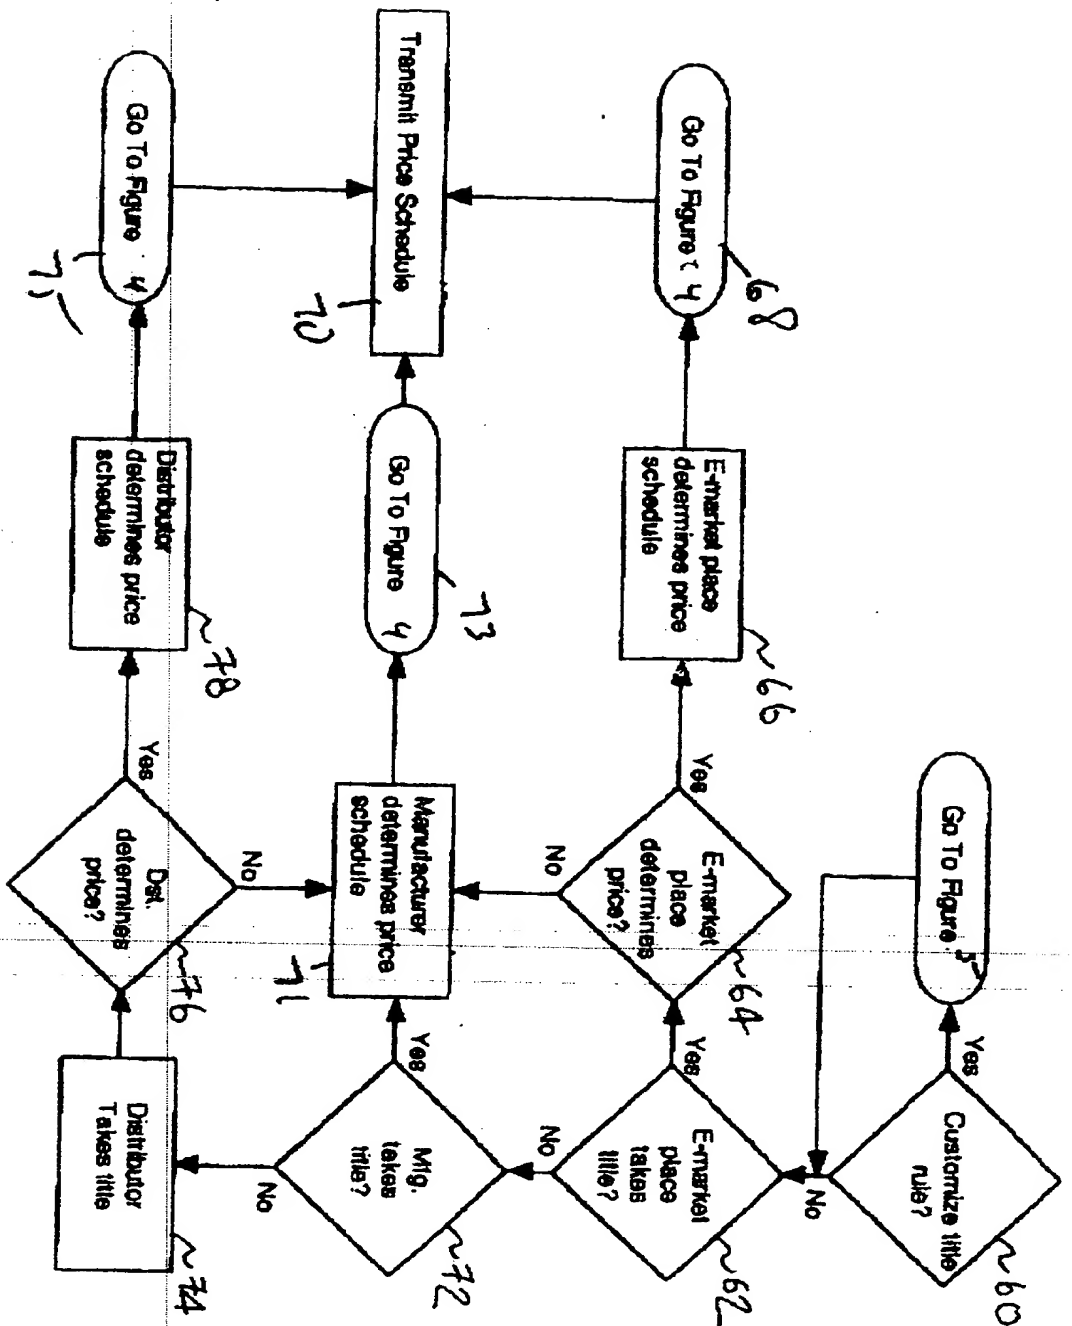 Customize title
rule?
60
Yes
No
Go To Figure 5
E-market
place
takes
title?
62
Yes
No
E-market
place
determines
price?
64
Yes
No
E-market place
determines price
schedule
66
Go To Figure 4
68
Mfg.
takes
title?
72
Yes
No
Manufacturer
determines price
schedule
71
Go To Figure 4
73
Transmit Price Schedule
70
Distributor
Takes title
74
Dist.
determines
price?
76
Yes
No
Distributor
determines price
schedule
78
Go To Figure 4
75